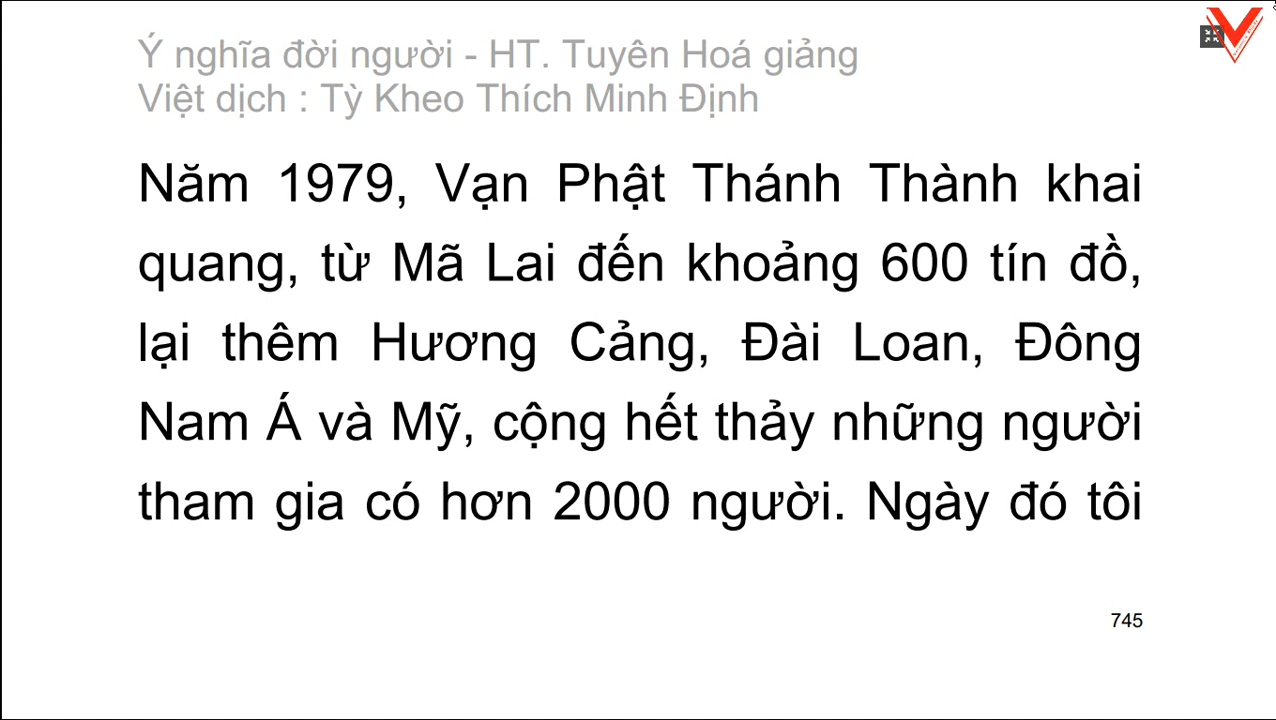 Ý nghĩa đời người - HT. Tuyên Hoá giảng
Việt dịch : Tỳ Kheo Thích Minh Định
Năm 1979, Vạn Phật Thánh Thành khai
quang, từ Mã Lai đến khoảng 600 tín đồ,
lại thêm Hương Cảng, Đài Loan, Đông
Nam Á và Mỹ, cộng hết thảy những người
tham gia có hơn 2000 người. Ngày đó tôi
745